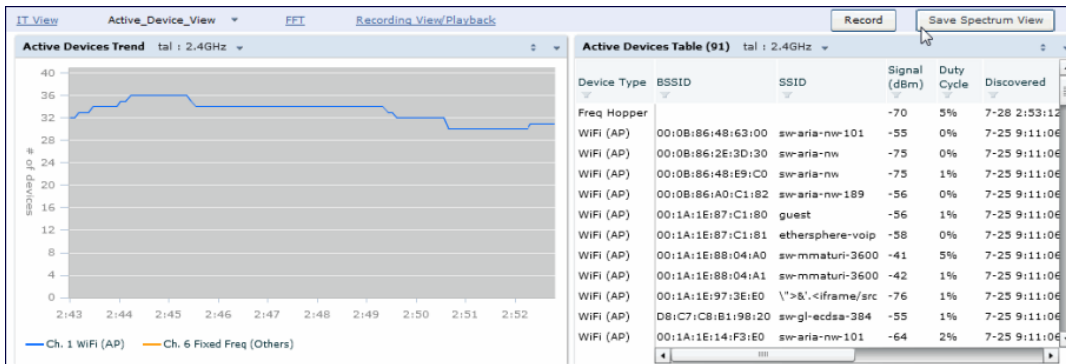 IT View Active_Device_View FFT Recording View/Playback Record Save Spectrum View
Active Devices Trend tal : 2.4GHz
40
36
32
28
24
20
16
12
8
4
0
# of devices
2:43 2:44 2:45 2:46 2:47 2:48 2:49 2:50 2:51 2:52
Ch. 1 WiFi (AP) Ch. 6 Fixed Freq (Others)
Active Devices Table (91) tal : 2.4GHz
Device Type BSSID SSID Signal (dBm) Duty Cycle Discovered
Freq Hopper -70 5% 7-28 2:53:12
WiFi (AP) 00:0B:86:48:63:00 sw-aria-nw-101 -55 0% 7-25 9:11:06
WiFi (AP) 00:0B:86:2E:3D:30 sw-aria-nw -75 0% 7-25 9:11:06
WiFi (AP) 00:0B:86:48:E9:C0 sw-aria-nw -75 1% 7-25 9:11:06
WiFi (AP) 00:0B:86:A0:C1:82 sw-aria-nw-189 -56 0% 7-25 9:11:06
WiFi (AP) 00:1A:1E:87:C1:80 guest -56 1% 7-25 9:11:06
WiFi (AP) 00:1A:1E:87:C1:81 ethersphere-voip -58 0% 7-25 9:11:06
WiFi (AP) 00:1A:1E:88:04:A0 sw-mmaturi-3600 -41 5% 7-25 9:11:06
WiFi (AP) 00:1A:1E:88:04:A1 sw-mmaturi-3600 -42 1% 7-25 9:11:06
WiFi (AP) 00:1A:1E:97:3E:E0 \">&'.<iframe/src -76 1% 7-25 9:11:06
WiFi (AP) D8:C7:C8:B1:98:20 sw-gl-ecdsa-384 -55 1% 7-25 9:11:06
WiFi (AP) 00:1A:1E:14:F3:E0 sw-aria-nw-101 -64 2% 7-25 9:11:06